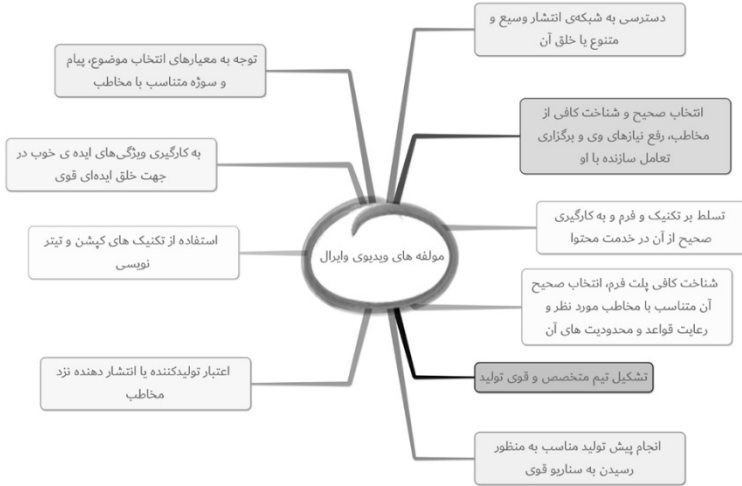 مولفه های ویدیوی وایرال
دسترسی به شبکه‌ی انتشار وسیع و
متنوع یا خلق آن
انتخاب صحیح و شناخت کافی از
مخاطب، رفع نیازهای وی و برگزاری
تعامل سازنده با او
تسلط بر تکنیک و فرم و به کارگیری
صحیح از آن در خدمت محتوا
شناخت کافی پلت فرم، انتخاب صحیح
آن متناسب با مخاطب مورد نظر و
رعایت قواعد و محدودیت های آن
تشکیل تیم متخصص و قوی تولید
انجام پیش تولید مناسب به منظور
رسیدن به سناریو قوی
توجه به معیارهای انتخاب موضوع، پیام
و سوژه متناسب با مخاطب
به کارگیری ویژگی‌های ایده ی خوب در
جهت خلق ایده‌ای قوی
استفاده از تکنیک های کپشن و تیتر
نویسی
اعتبار تولیدکننده یا انتشار دهنده نزد
مخاطب